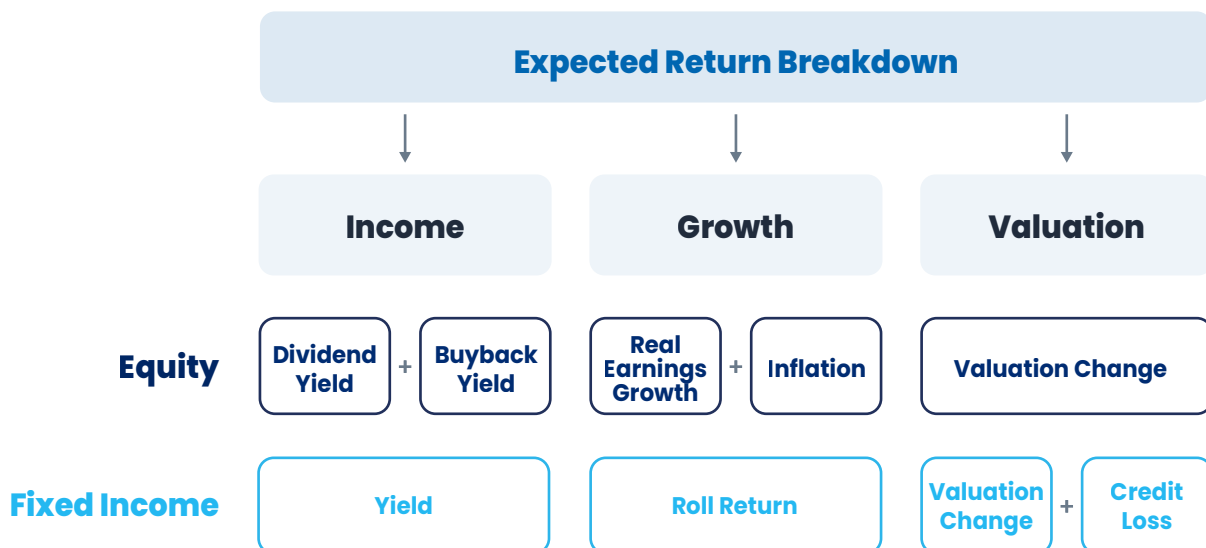 Expected Return Breakdown
Income
Growth
Valuation
Equity
Dividend
Yield
+
Buyback
Yield
Real
Earnings
Growth
+
Inflation
Valuation Change
Fixed Income
Yield
Roll Return
Valuation
Change
+
Credit
Loss